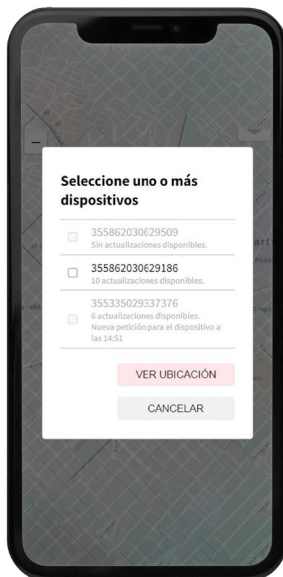 Seleccione uno o más
dispositivos
355862030629509
Sin actualizaciones disponibles.
355862030629186
10 actualizaciones disponibles.
355335029337376
6 actualizaciones disponibles.
Nueva petición para el dispositivo a
las 14:51
VER UBICACIÓN
CANCELAR